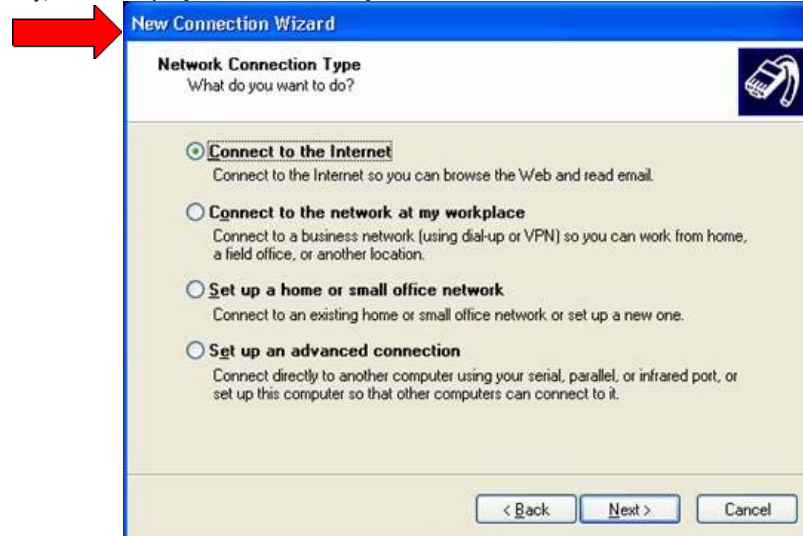 New Connection Wizard
Network Connection Type
What do you want to do?
Connect to the Internet
Connect to the Internet so you can browse the Web and read email.
Connect to the network at my workplace
Connect to a business network (using dial-up or VPN) so you can work from home,
a field office, or another location.
Set up a home or small office network
Connect to an existing home or small office network or set up a new one.
Set up an advanced connection
Connect directly to another computer using your serial, parallel, or infrared port, or
set up this computer so that other computers can connect to it.
< Back
Next >
Cancel